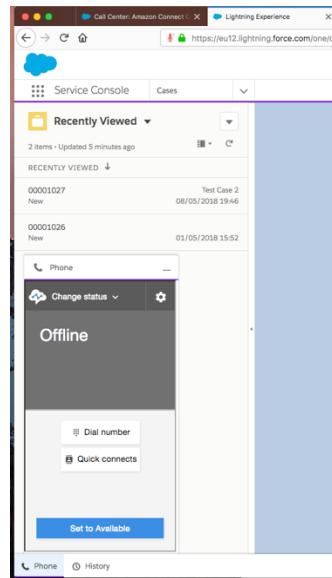 Call Center: Amazon Connect C
Lightning Experience
https://eu12.lightning.force.com/one/o
Service Console
Cases
Recently Viewed
2 items • Updated 5 minutes ago
RECENTLY VIEWED
00001027
Test Case 2
New
08/05/2018 19:46
00001026
New
01/05/2018 15:52
Phone
Change status
Offline
Dial number
Quick connects
Set to Available
Phone
History